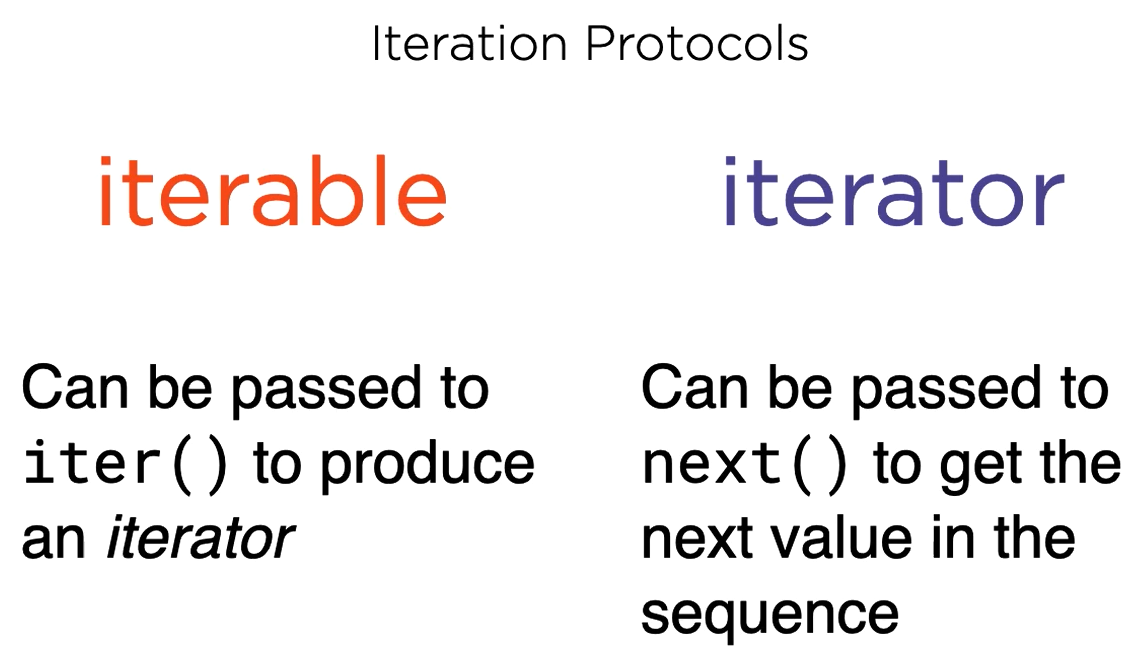 Iteration Protocols
iterable
iterator
Can be passed to
iter() to produce
an iterator
Can be passed to
next() to get the
next value in the
sequence